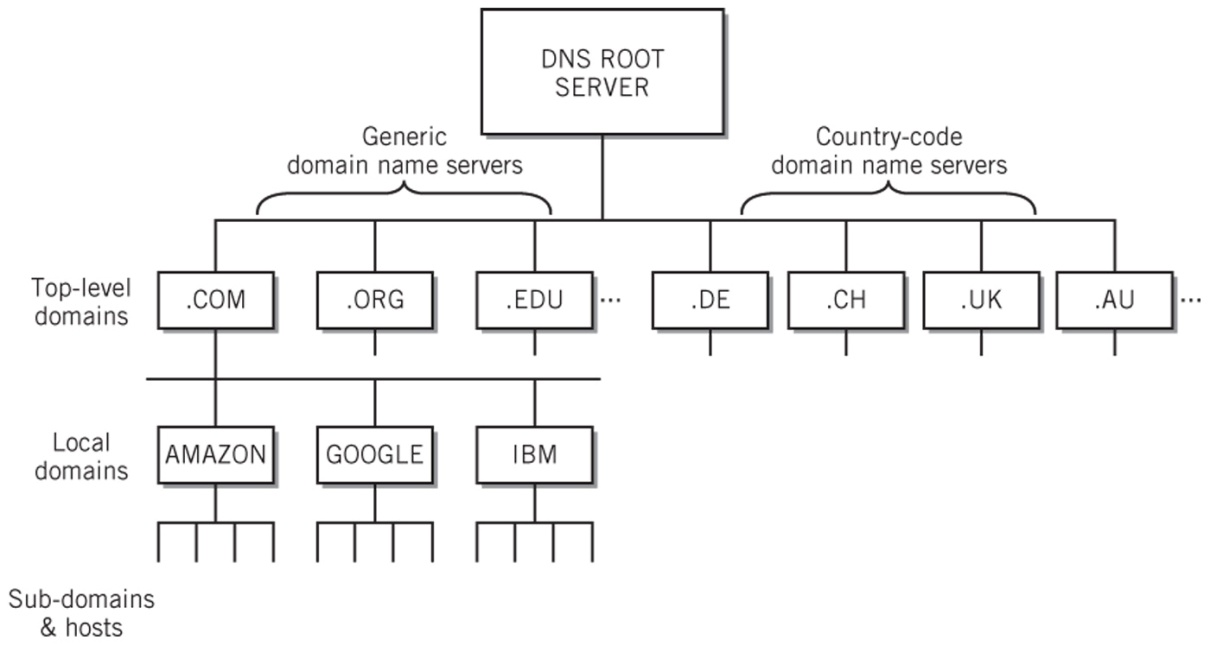 DNS ROOT
SERVER
Generic
domain name servers
Country-code
domain name servers
Top-level
domains
.COM
.ORG
.EDU
...
.DE
.CH
.UK
.AU
...
Local
domains
AMAZON
GOOGLE
IBM
Sub-domains
& hosts